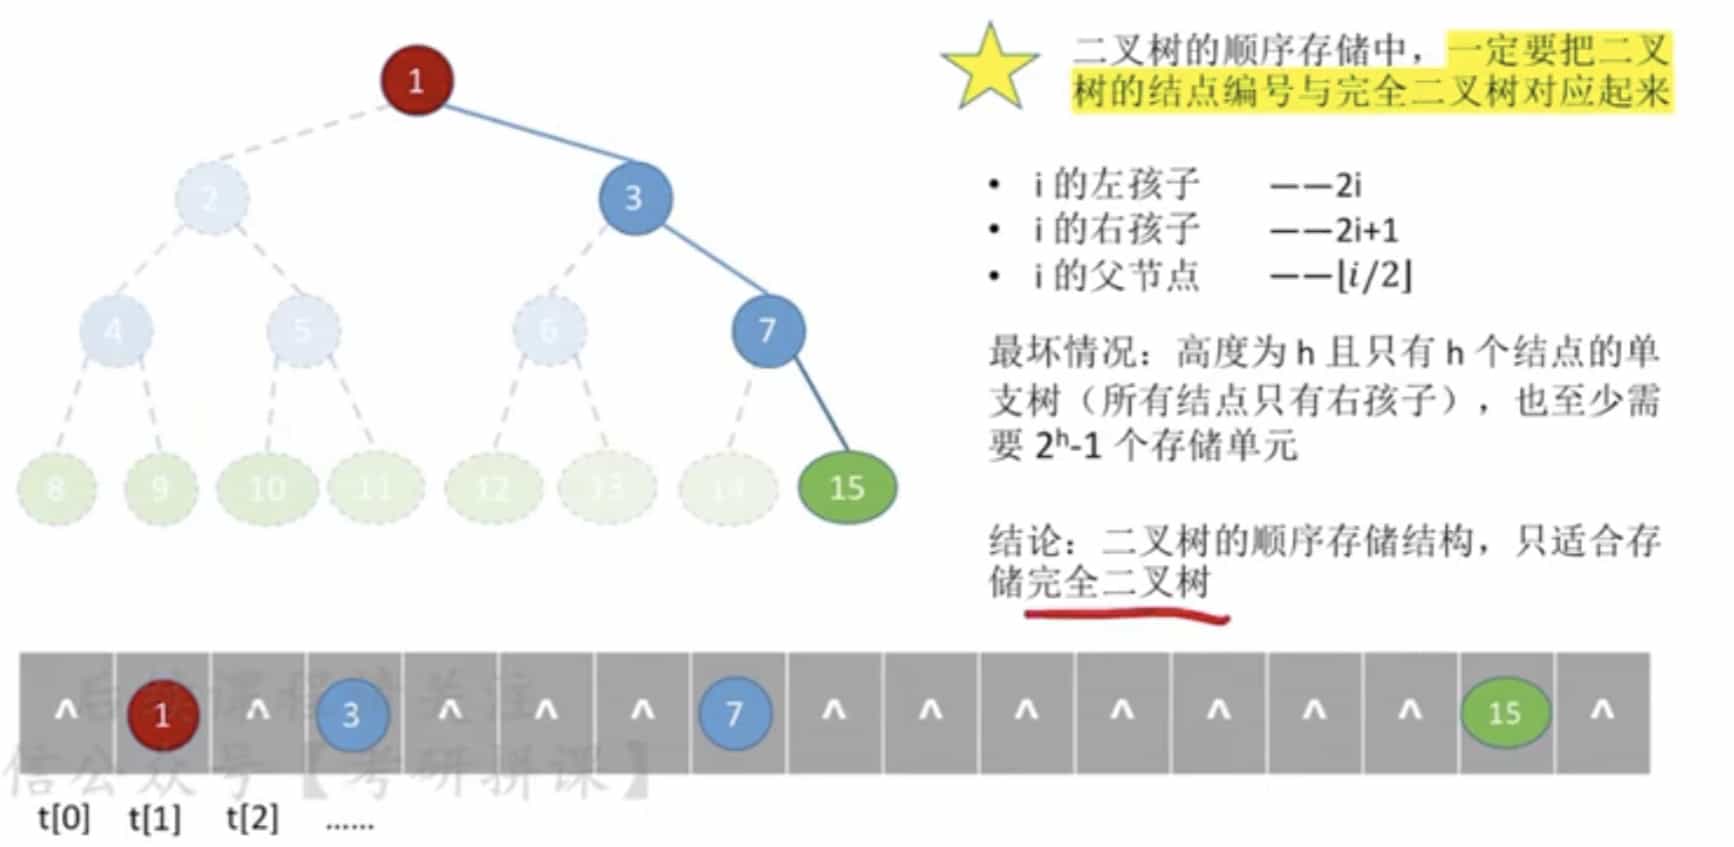 1
2
3
4
5
6
7
8
9
10
11
12
13
14
15
二叉树的顺序存储中，一定要把二叉
树的结点编号与完全二叉树对应起来
• i 的左孩子 ——2i
• i 的右孩子 ——2i+1
• i 的父节点 ——⌊i/2⌋
最坏情况：高度为 h 且只有 h 个结点的单
支树（所有结点只有右孩子），也至少需
要 2ʰ-1 个存储单元
结论：二叉树的顺序存储结构，只适合存
储完全二叉树
^ 1 ^ 3 ^ ^ ^ 7 ^ ^ ^ ^ ^ ^ ^ 15 ^
信公众号【考研拼课】
t[0] t[1] t[2] ......